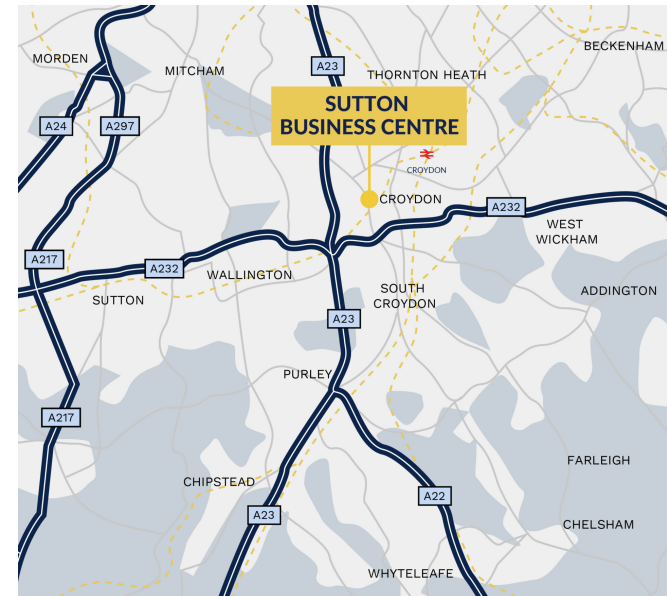 BECKENHAM
MORDEN
A23
MITCHAM
THORNTON HEATH
SUTTON
BUSINESS CENTRE
A24
A297
CROYDON
CROYDON
A232
WEST
WICKHAM
A217
A232
WALLINGTON
SOUTH
CROYDON
ADDINGTON
SUTTON
A23
PURLEY
A217
FARLEIGH
CHIPSTEAD
A22
A23
CHELSHAM
WHYTELEAFE